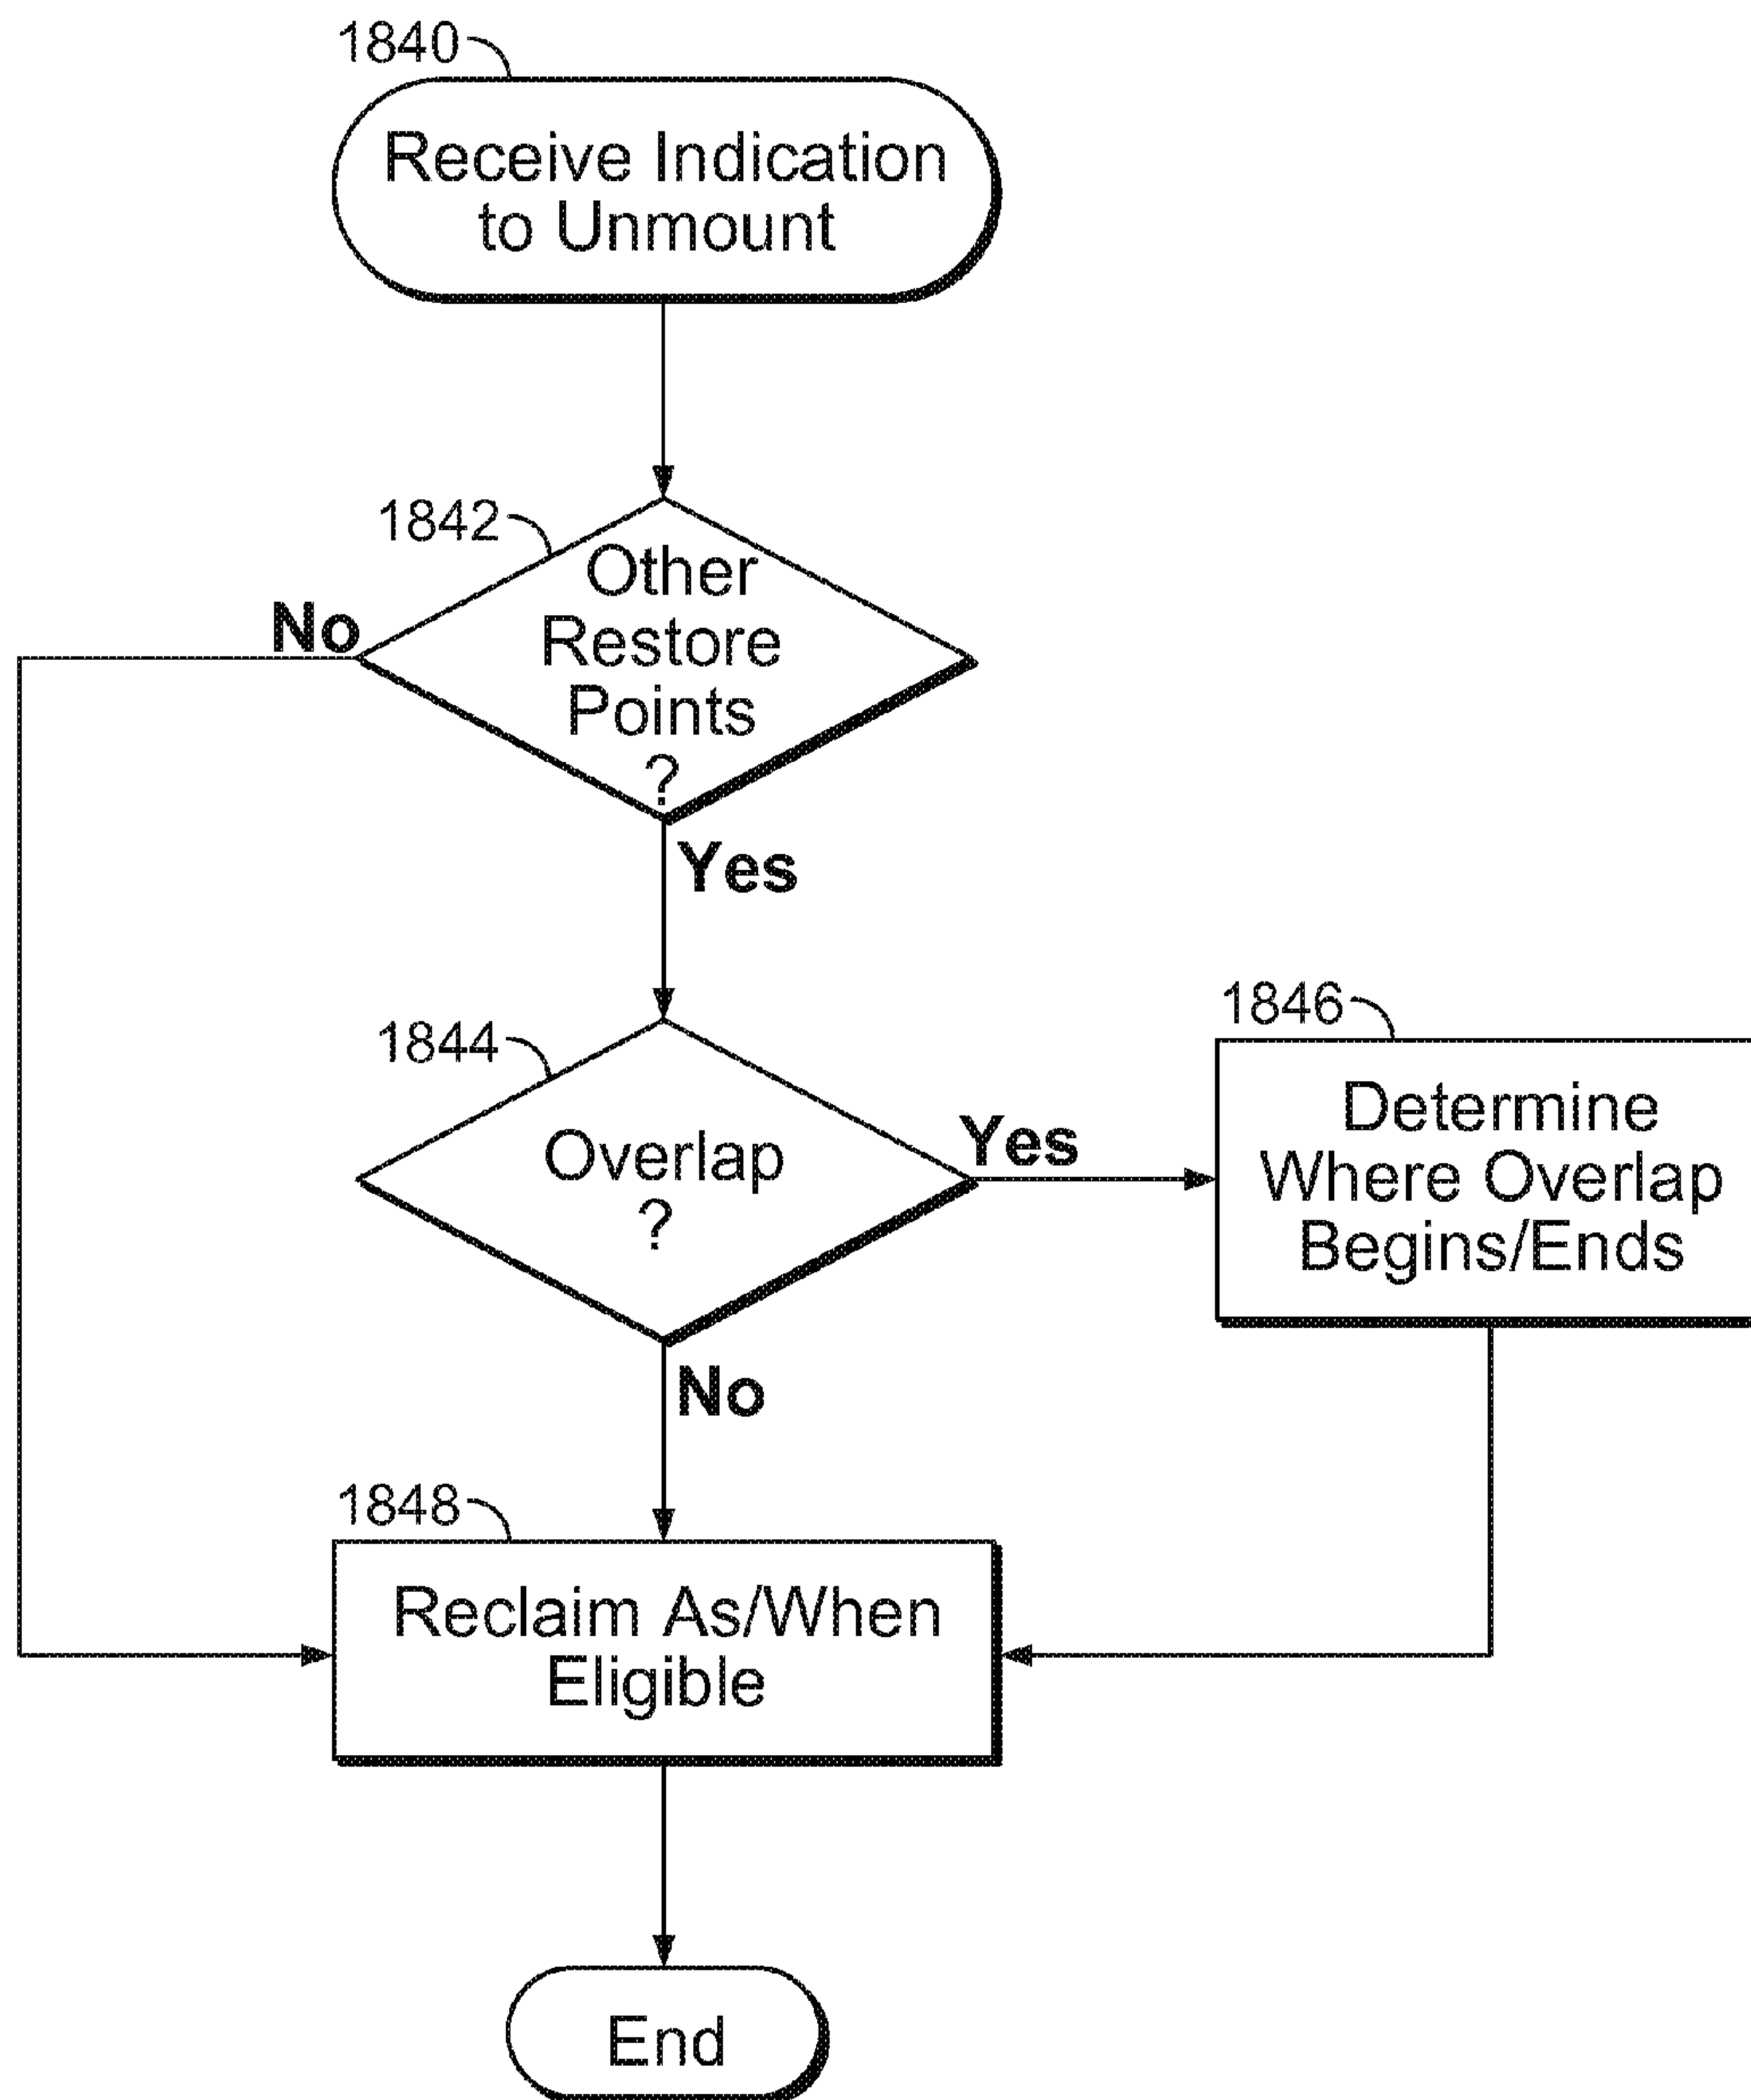 1840
Receive Indication
to Unmount
1842
Other
Restore
Points
?
No
Yes
1844
Overlap
?
Yes
1846
Determine
Where Overlap
Begins/Ends
No
1848
Reclaim As/When
Eligible
End